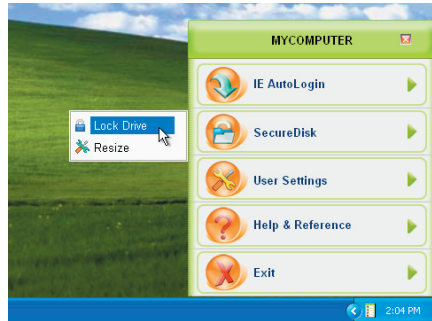 MYCOMPUTER
IE AutoLogin
Lock Drive
SecureDisk
Resize
User Settings
Help & Reference
Exit
2:04 PM